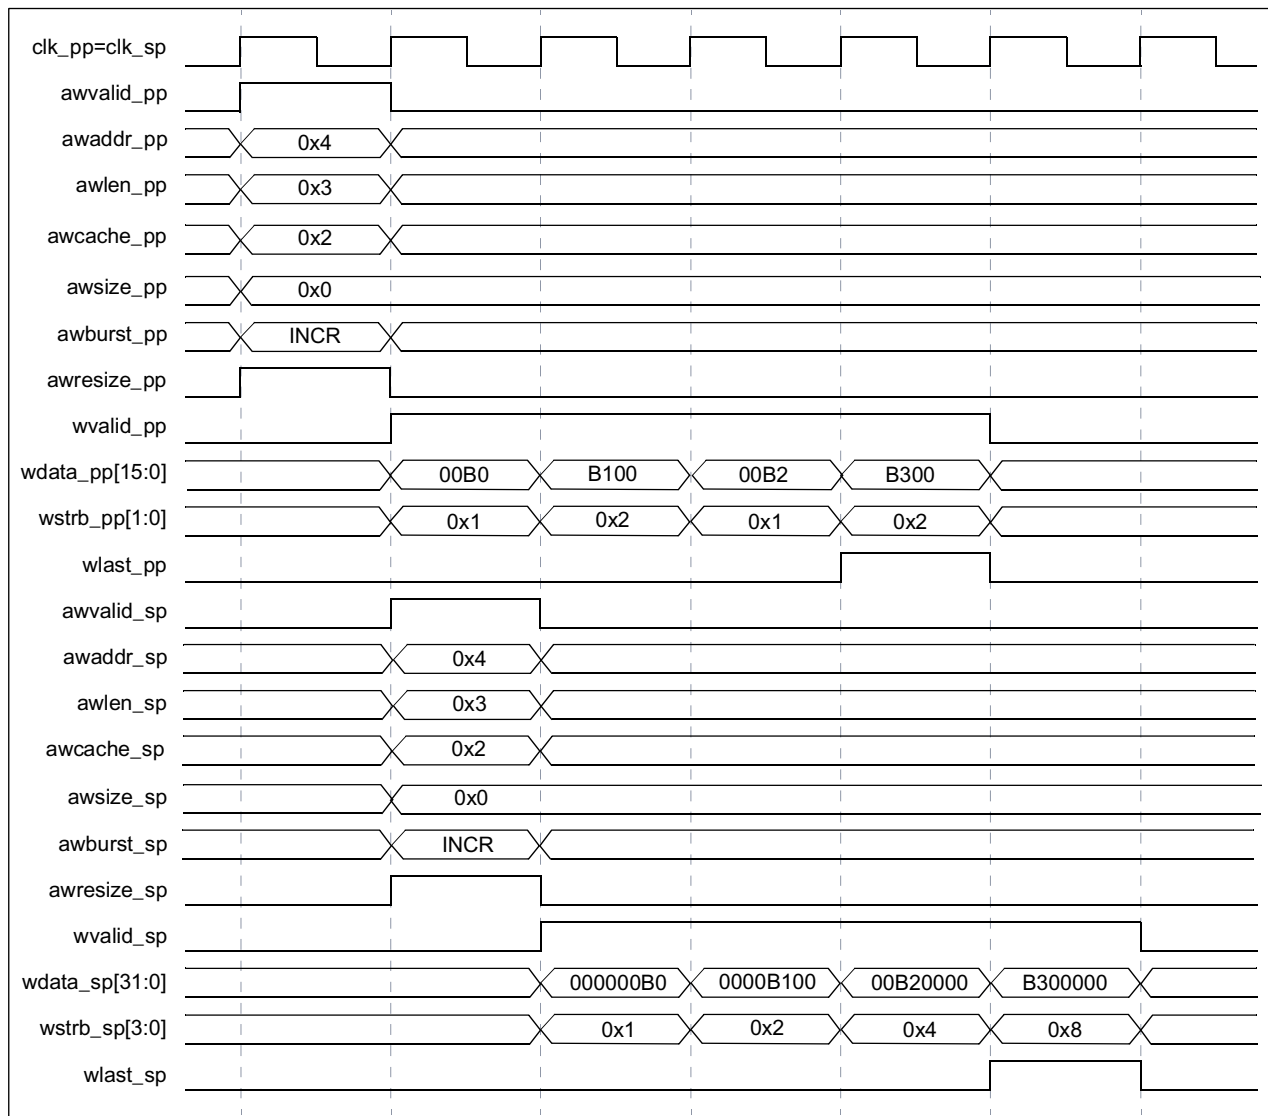 clk_pp=clk_sp
awvalid_pp
awaddr_pp 0x4
awlen_pp 0x3
awcache_pp 0x2
awsize_pp 0x0
awburst_pp INCR
awresize_pp
wvalid_pp
wdata_pp[15:0] 00B0 B100 00B2 B300
wstrb_pp[1:0] 0x1 0x2 0x1 0x2
wlast_pp
awvalid_sp
awaddr_sp 0x4
awlen_sp 0x3
awcache_sp 0x2
awsize_sp 0x0
awburst_sp INCR
awresize_sp
wvalid_sp
wdata_sp[31:0] 000000B0 0000B100 00B20000 B300000
wstrb_sp[3:0] 0x1 0x2 0x4 0x8
wlast_sp